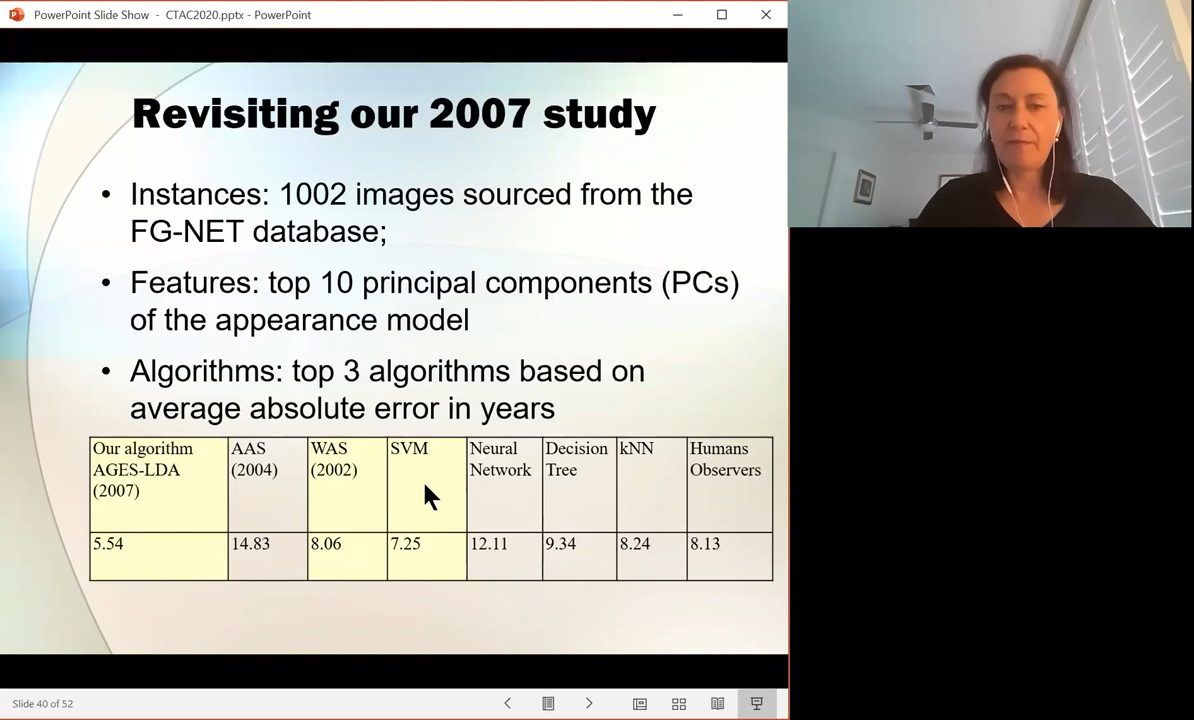 PowerPoint Slide Show - CTAC2020.pptx - PowerPoint
Revisiting our 2007 study
• Instances: 1002 images sourced from the
FG-NET database;
• Features: top 10 principal components (PCs)
of the appearance model
• Algorithms: top 3 algorithms based on
average absolute error in years
Our algorithm AAS WAS SVM Neural Decision kNN Humans
AGES-LDA (2004) (2002) Network Tree Observers
(2007)
5.54 14.83 8.06 7.25 12.11 9.34 8.24 8.13
Slide 40 of 52